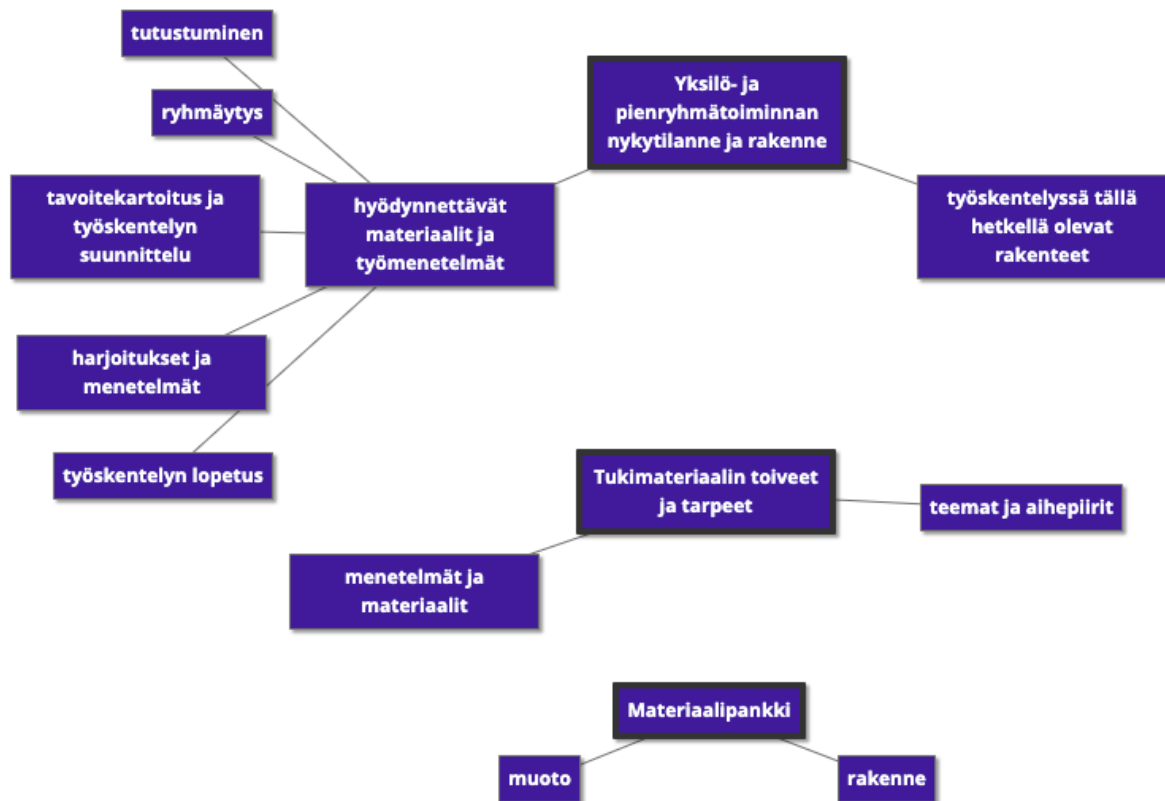 tutustuminen
ryhmäytys
tavoitekartoitus ja
työskentelyn
suunnittelu
harjoitukset ja
menetelmät
työskentelyn lopetus
hyödynnettävät
materiaalit ja
työmenetelmät
Yksilö- ja
pienryhmätoiminnan
nykytilanne ja rakenne
työskentelyssä tällä
hetkellä olevat
rakenteet
Tukimateriaalin toiveet
ja tarpeet
teemat ja aihepiirit
menetelmät ja
materiaalit
Materiaalipankki
muoto
rakenne